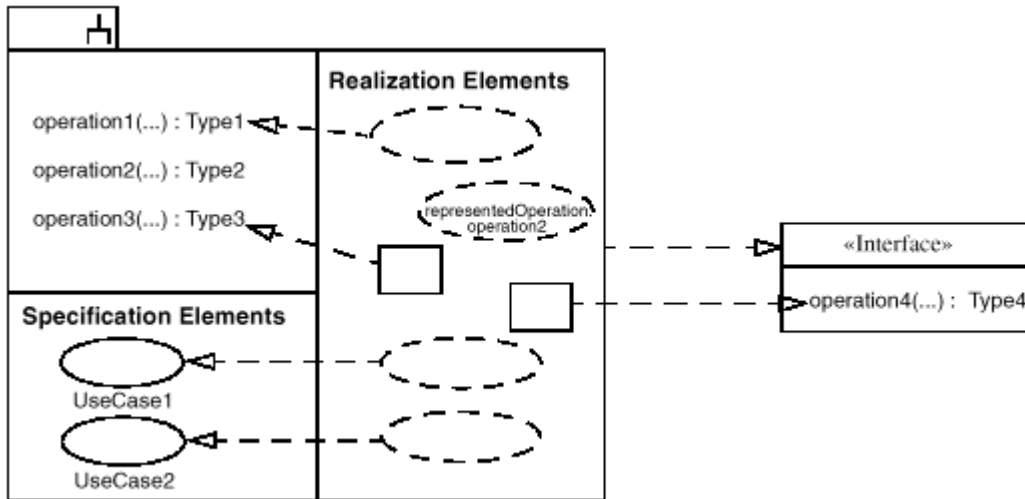 Realization Elements
operation1(...) : Type1
operation2(...) : Type2
operation3(...) : Type3
representedOperation:
operation2
«Interface»
operation4(...) : Type4
Specification Elements
UseCase1
UseCase2